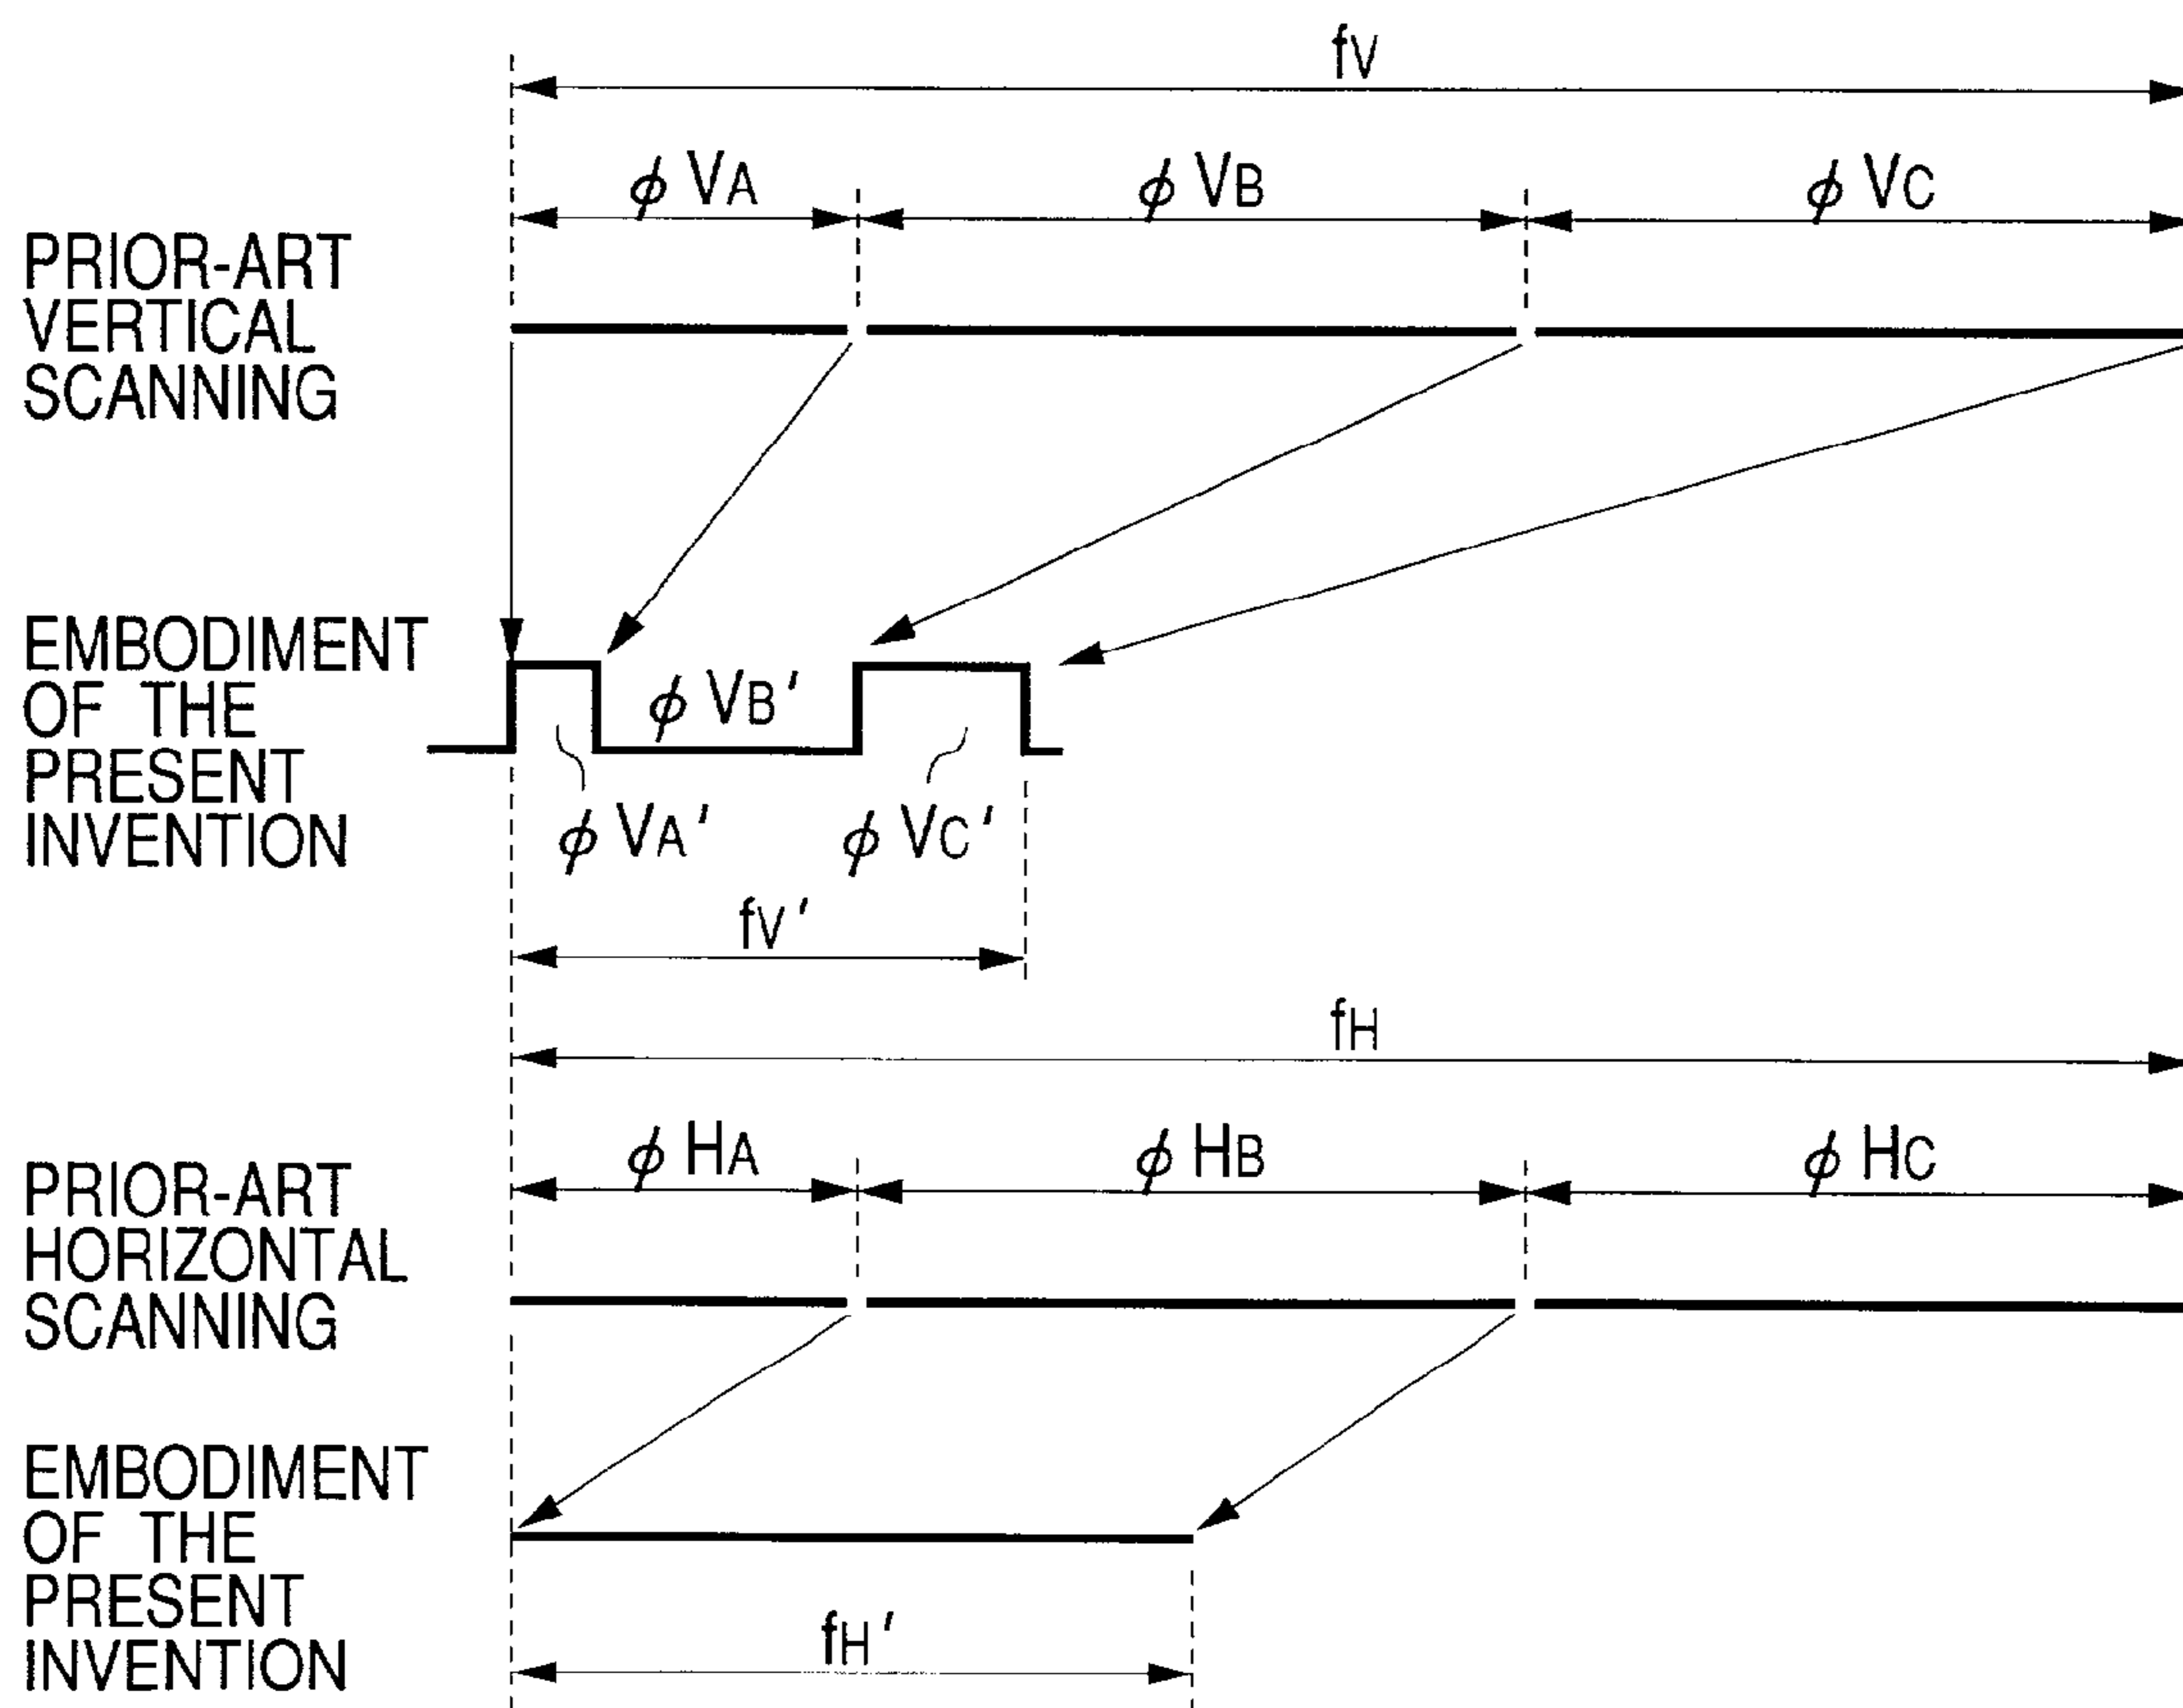 fV
ϕ VA
ϕ VB
ϕ VC
PRIOR-ART
VERTICAL
SCANNING
EMBODIMENT
OF THE
PRESENT
INVENTION
ϕ VB'
ϕ VA'
ϕ VC'
fV'
fH
ϕ HA
ϕ HB
ϕ HC
PRIOR-ART
HORIZONTAL
SCANNING
EMBODIMENT
OF THE
PRESENT
INVENTION
fH'